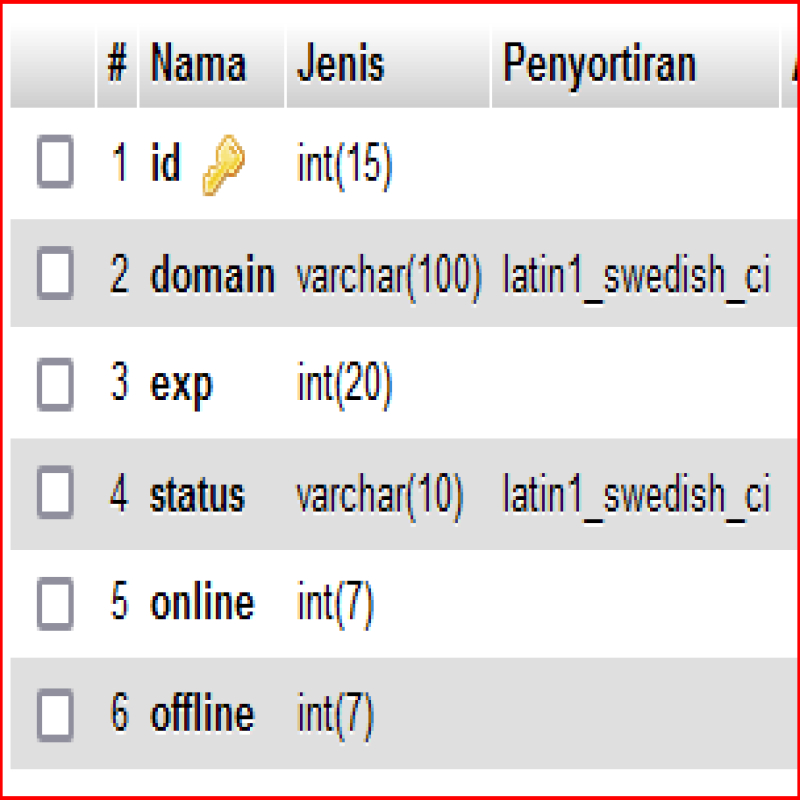 # Nama Jenis Penyortiran
1 id int(15)
2 domain varchar(100) latin1_swedish_ci
3 exp int(20)
4 status varchar(10) latin1_swedish_ci
5 online int(7)
6 offline int(7)